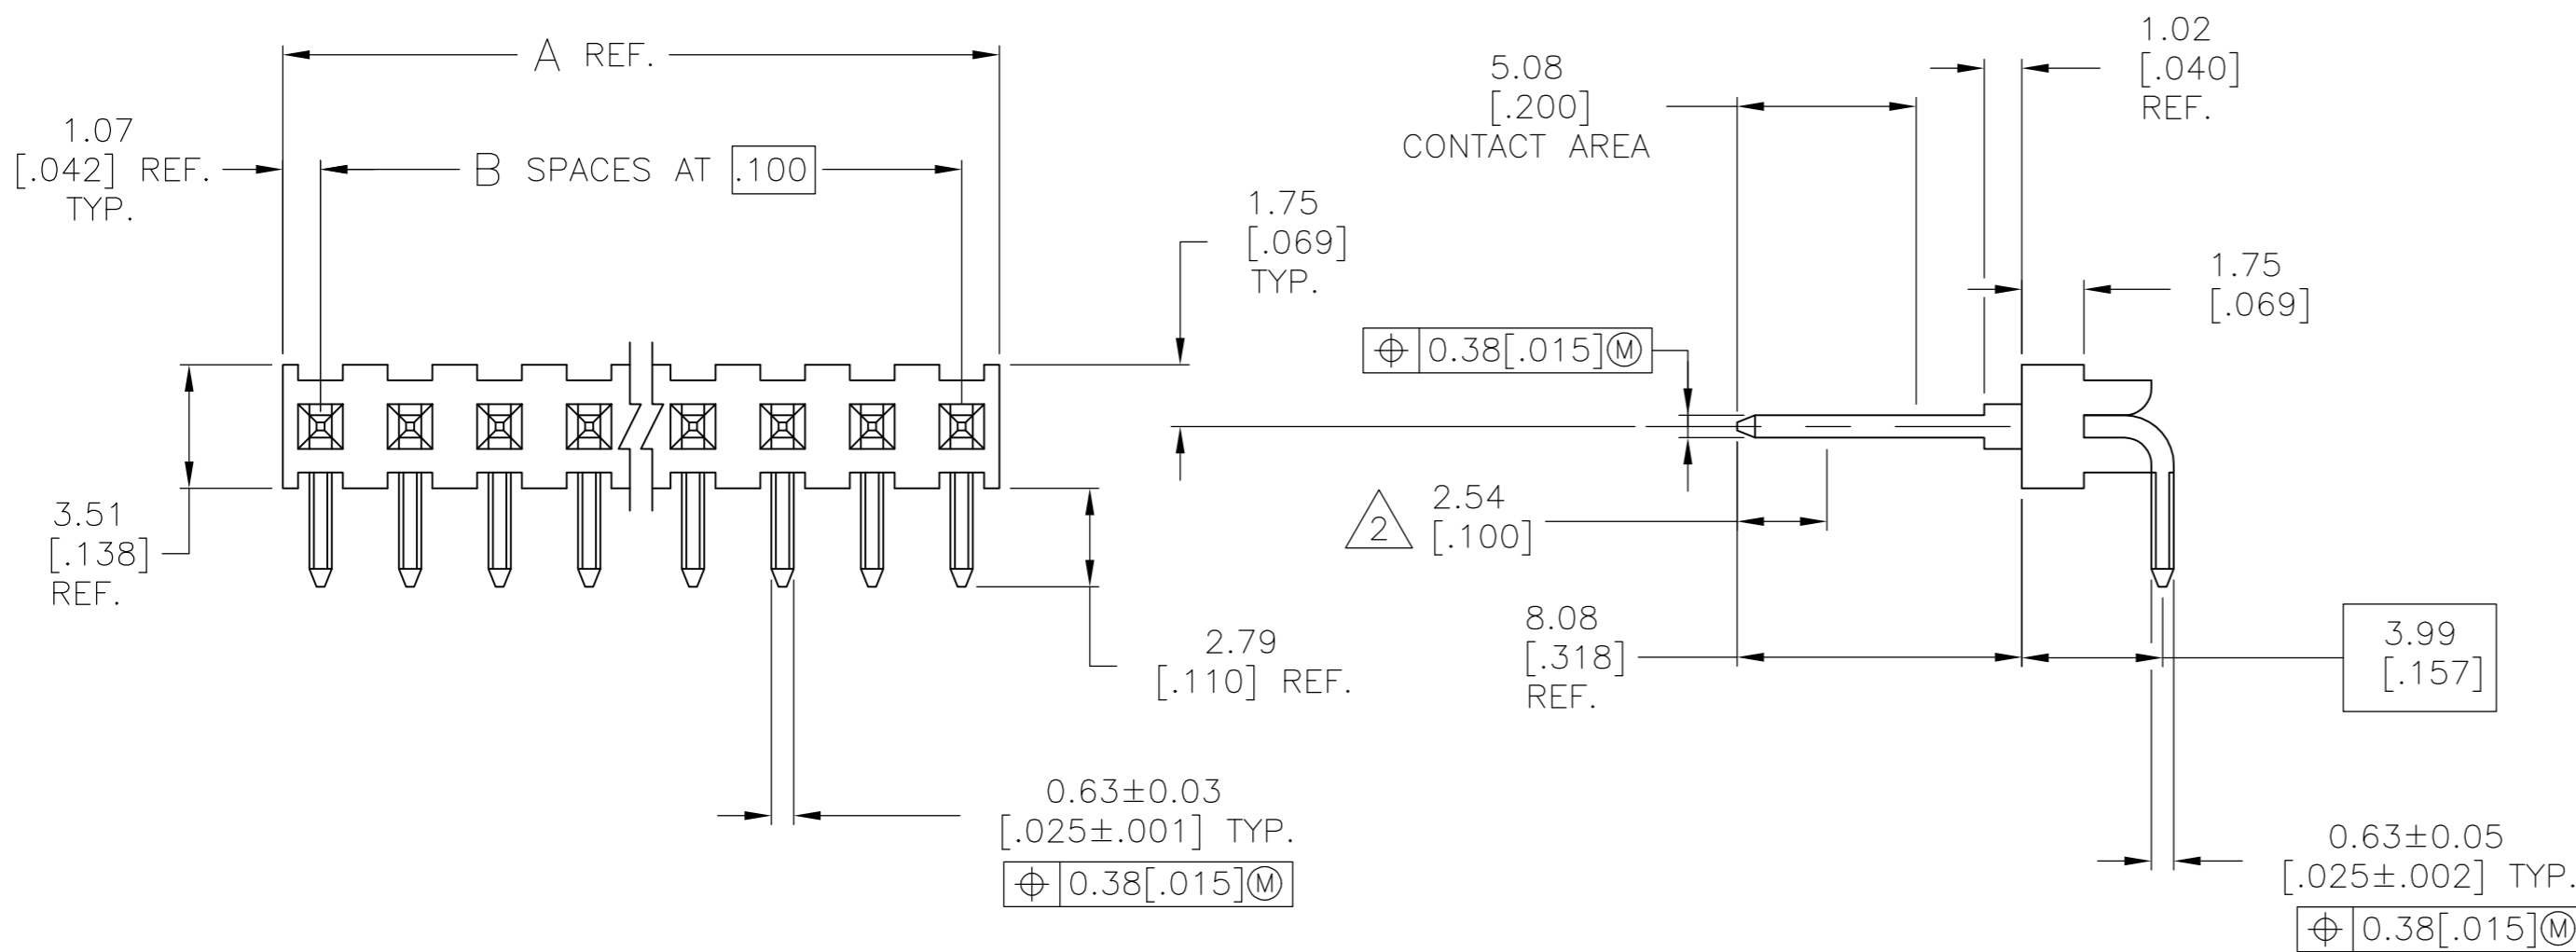 A REF.
1.07
[.042] REF.
TYP.
B SPACES AT .100
3.51
[.138]
REF.
1.75
[.069]
TYP.
2.79
[.110] REF.
0.63±0.03
[.025±.001] TYP.
⌖ 0.38[.015]Ⓜ
5.08
[.200]
CONTACT AREA
1.02
[.040]
REF.
1.75
[.069]
⌖ 0.38[.015]Ⓜ
2
2.54
[.100]
8.08
[.318]
REF.
3.99
[.157]
0.63±0.05
[.025±.002] TYP.
⌖ 0.38[.015]Ⓜ